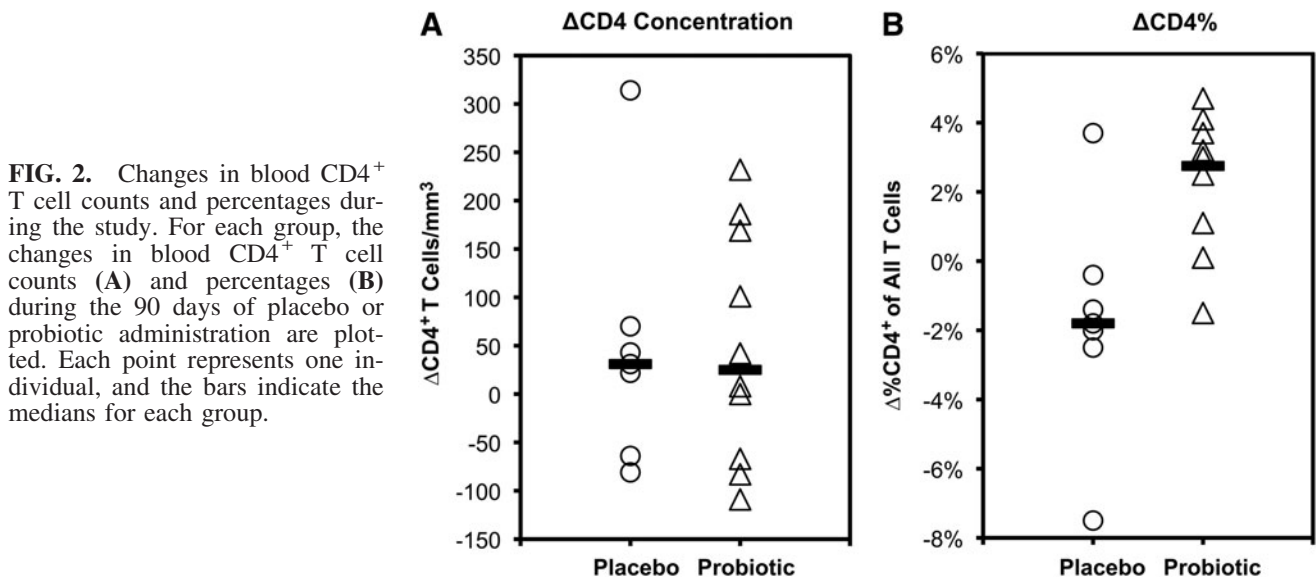 FIG. 2. Changes in blood CD4⁺
T cell counts and percentages dur-
ing the study. For each group, the
changes in blood CD4⁺ T cell
counts (A) and percentages (B)
during the 90 days of placebo or
probiotic administration are plot-
ted. Each point represents one in-
dividual, and the bars indicate the
medians for each group.
A
ΔCD4 Concentration
ΔCD4⁺ T Cells/mm³
350
300
250
200
150
100
50
0
-50
-100
-150
Placebo Probiotic
B
ΔCD4%
Δ%CD4⁺ of All T Cells
6%
4%
2%
0%
-2%
-4%
-6%
-8%
Placebo Probiotic